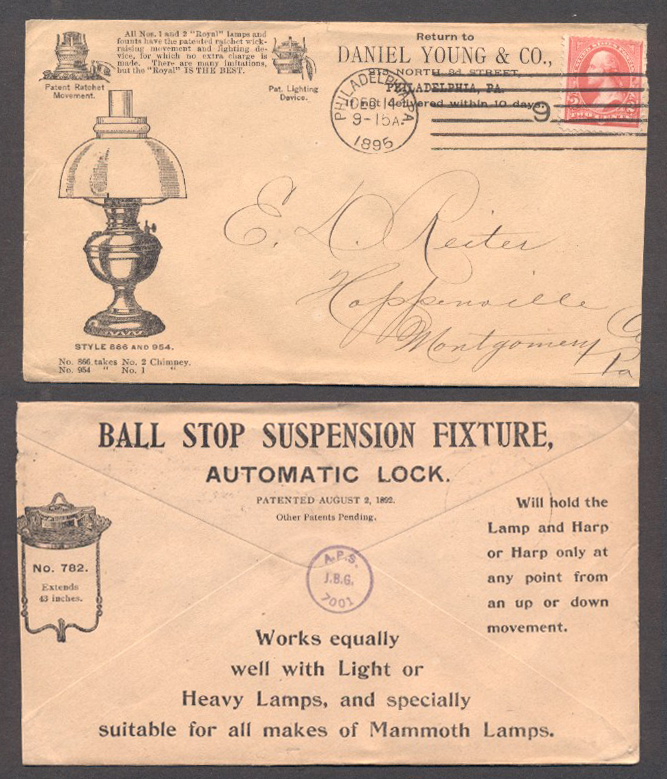 All Nos. 1 and 2 "Royal" lamps and
founts have the patented ratchet wick-
raising movement and lighting de-
vice, for which no extra charge is
made. There are many imitations,
but the "Royal" IS THE BEST.
Patent Ratchet
Movement.
Pat. Lighting
Device.
Return to
DANIEL YOUNG & CO.,
NORTH 3d STREET,
PHILADELPHIA, PA.
If not delivered within 10 days.
PHILADELPHIA, PA.
FEB 14
9-15A.
1895
9
E. D. Reiter
Hoppenville
Montgomery Co
Pa
STYLE 866 AND 954.
No. 866 takes No. 2 Chimney.
No. 954 " No. 1 "
BALL STOP SUSPENSION FIXTURE,
AUTOMATIC LOCK.
PATENTED AUGUST 2, 1892.
Other Patents Pending.
No. 782.
Extends
43 inches.
A.P.S.
J.B.G.
7001
Will hold the
Lamp and Harp
or Harp only at
any point from
an up or down
movement.
Works equally
well with Light or
Heavy Lamps, and specially
suitable for all makes of Mammoth Lamps.